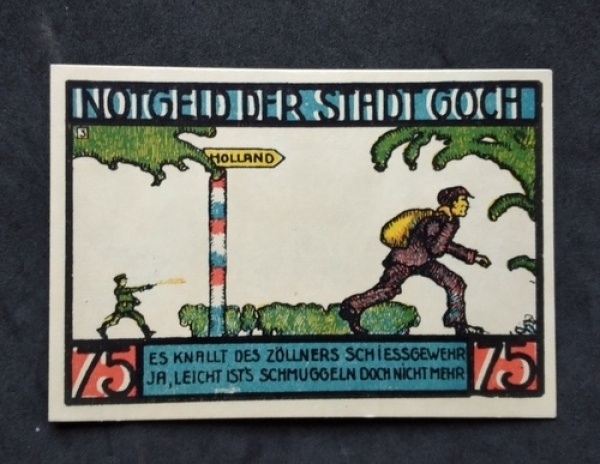 NOTGELD DER STADT GOCH
3
HOLLAND
75 75
ES KNALLT DES ZÖLLNERS SCHIESSGEWEHR
JA, LEICHT IST'S SCHMUGGELN DOCH NICHT MEHR